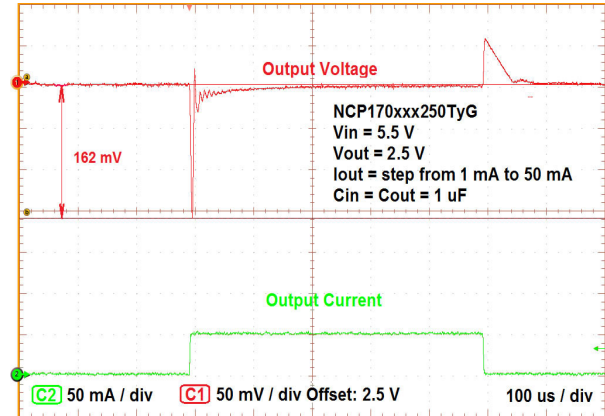 Output Voltage
162 mV
NCP170xxx250TyG
Vin = 5.5 V
Vout = 2.5 V
Iout = step from 1 mA to 50 mA
Cin = Cout = 1 uF
Output Current
C2 50 mA / div C1 50 mV / div Offset: 2.5 V 100 us / div